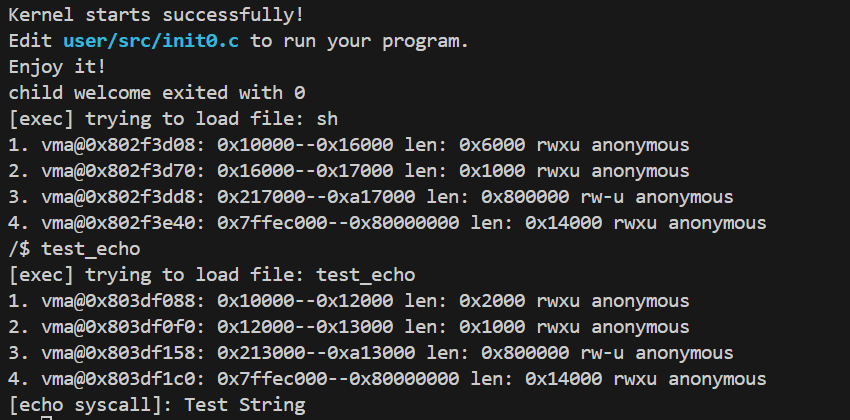 Kernel starts successfully!
Edit user/src/init0.c to run your program.
Enjoy it!
child welcome exited with 0
[exec] trying to load file: sh
1. vma@0x802f3d08: 0x10000--0x16000 len: 0x6000 rwxu anonymous
2. vma@0x802f3d70: 0x16000--0x17000 len: 0x1000 rwxu anonymous
3. vma@0x802f3dd8: 0x217000--0xa17000 len: 0x800000 rw-u anonymous
4. vma@0x802f3e40: 0x7ffec000--0x80000000 len: 0x14000 rwxu anonymous
/$ test_echo
[exec] trying to load file: test_echo
1. vma@0x803df088: 0x10000--0x12000 len: 0x2000 rwxu anonymous
2. vma@0x803df0f0: 0x12000--0x13000 len: 0x1000 rwxu anonymous
3. vma@0x803df158: 0x213000--0xa13000 len: 0x800000 rw-u anonymous
4. vma@0x803df1c0: 0x7ffec000--0x80000000 len: 0x14000 rwxu anonymous
[echo syscall]: Test String